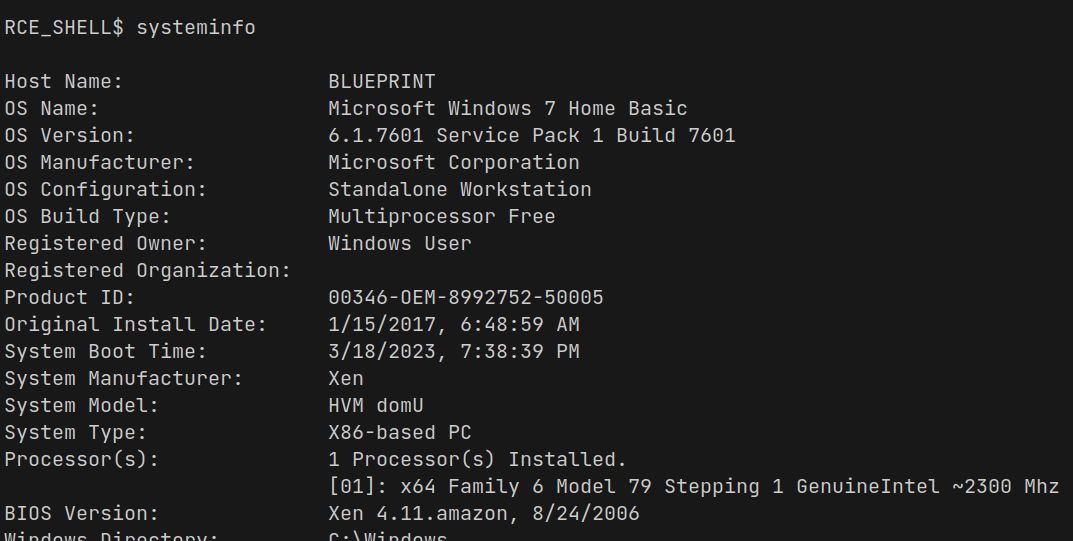 RCE_SHELL$ systeminfo
Host Name: BLUEPRINT
OS Name: Microsoft Windows 7 Home Basic
OS Version: 6.1.7601 Service Pack 1 Build 7601
OS Manufacturer: Microsoft Corporation
OS Configuration: Standalone Workstation
OS Build Type: Multiprocessor Free
Registered Owner: Windows User
Registered Organization:
Product ID: 00346-OEM-8992752-50005
Original Install Date: 1/15/2017, 6:48:59 AM
System Boot Time: 3/18/2023, 7:38:39 PM
System Manufacturer: Xen
System Model: HVM domU
System Type: X86-based PC
Processor(s): 1 Processor(s) Installed.
[01]: x64 Family 6 Model 79 Stepping 1 GenuineIntel ~2300 Mhz
BIOS Version: Xen 4.11.amazon, 8/24/2006
Windows Directory: C:\Windows